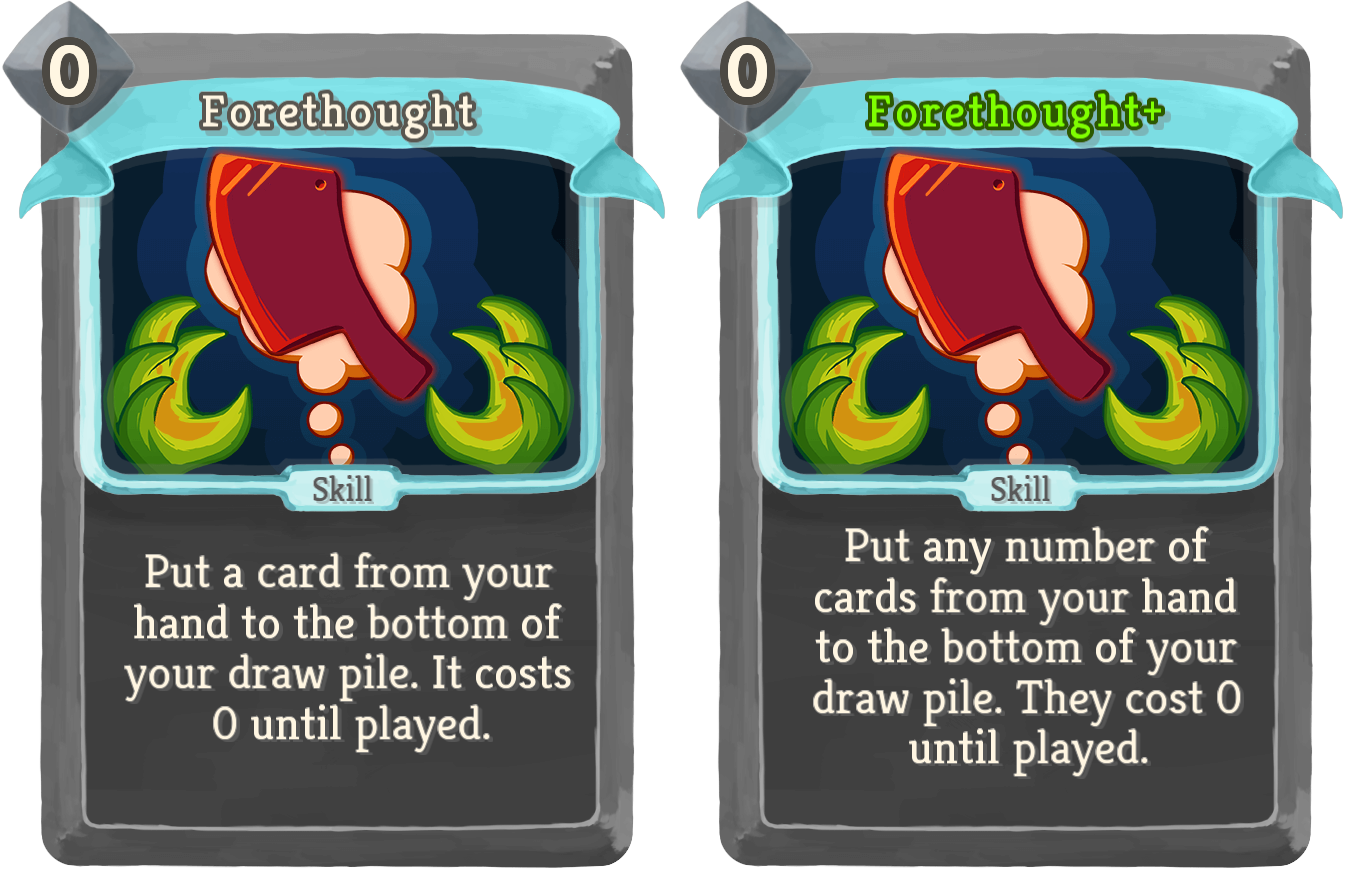 0
Forethought
Skill
Put a card from your
hand to the bottom of
your draw pile. It costs
0 until played.
0
Forethought+
Skill
Put any number of
cards from your hand
to the bottom of your
draw pile. They cost 0
until played.